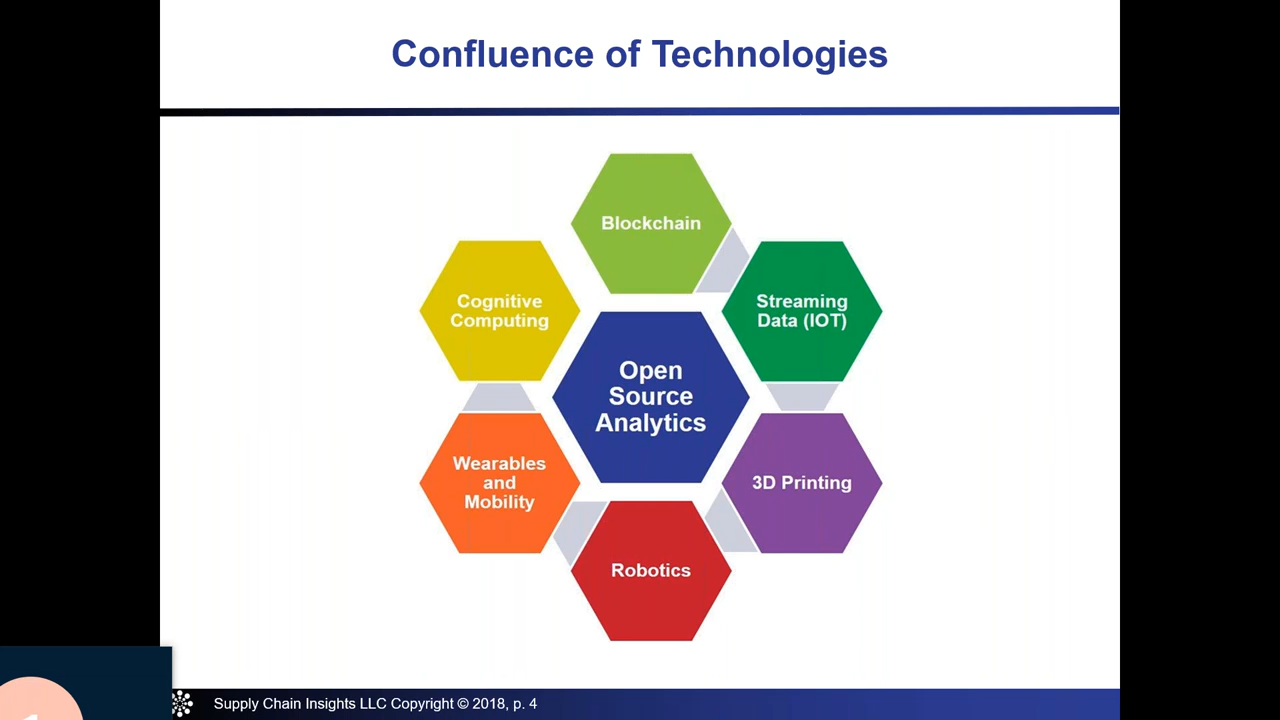 Confluence of Technologies
Blockchain
Cognitive
Computing
Streaming
Data (IOT)
Open
Source
Analytics
Wearables
and
Mobility
3D Printing
Robotics
Supply Chain Insights LLC Copyright © 2018, p. 4